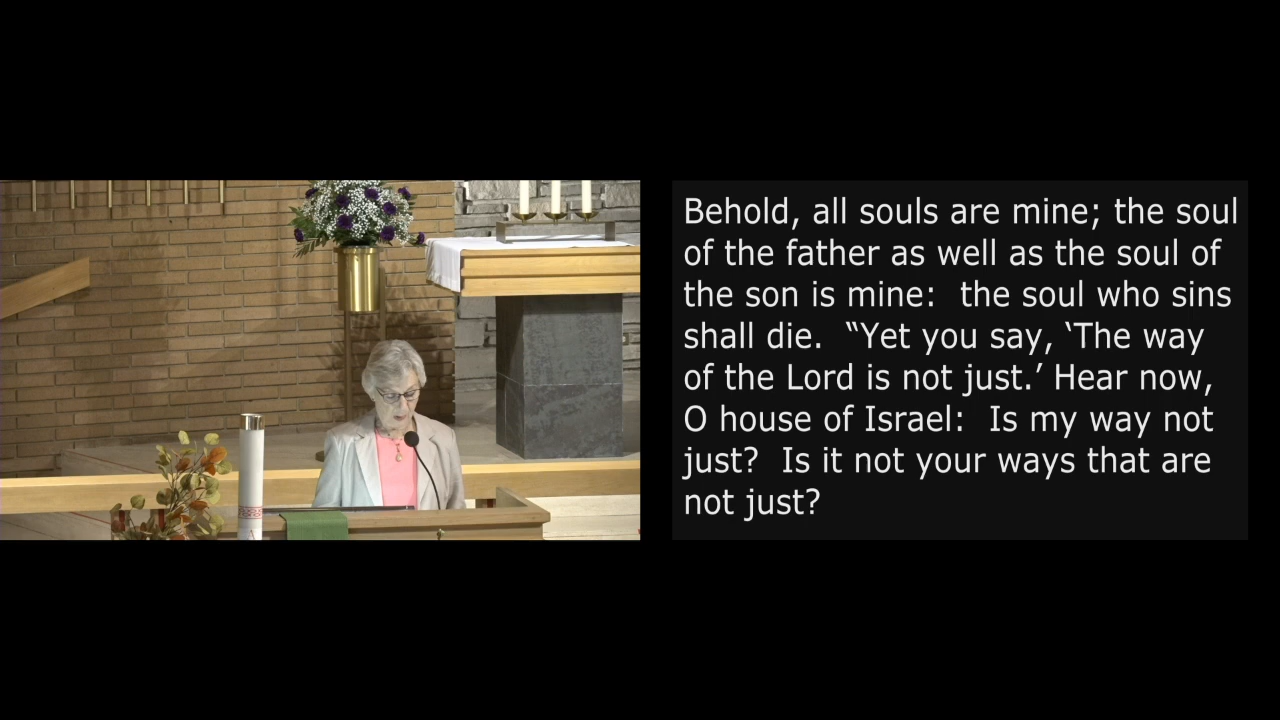 Behold, all souls are mine; the soul
of the father as well as the soul of
the son is mine:  the soul who sins
shall die.  “Yet you say, ‘The way
of the Lord is not just.’ Hear now,
O house of Israel:  Is my way not
just?  Is it not your ways that are
not just?